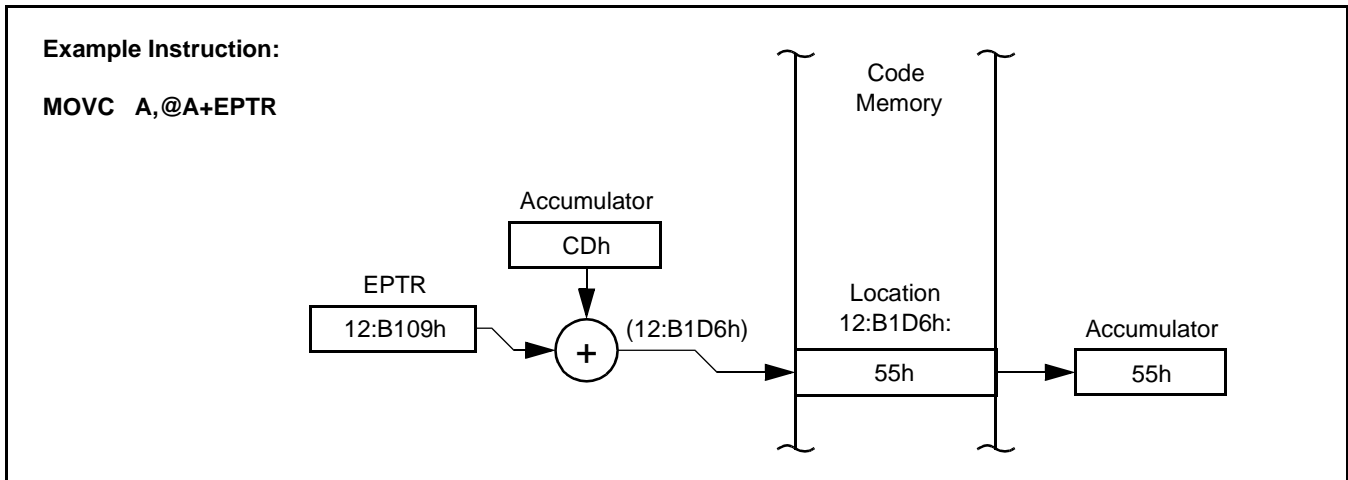 Example Instruction:
MOVC A,@A+EPTR
Code
Memory
Accumulator
CDh
EPTR
12:B109h
+
(12:B1D6h)
Location
12:B1D6h:
55h
Accumulator
55h